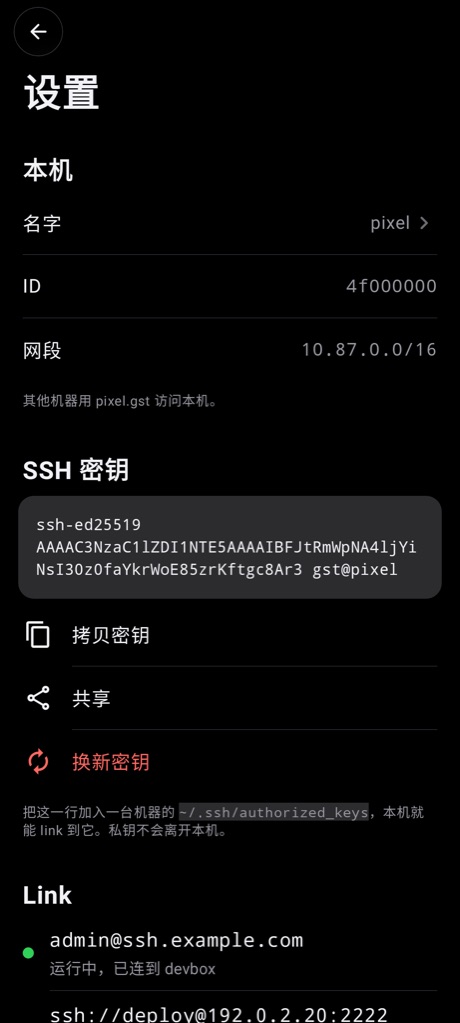 设置
本机
名字 pixel
ID 4f000000
网段 10.87.0.0/16
其他机器用 pixel.gst 访问本机。
SSH 密钥
ssh-ed25519
AAAAC3NzaC1lZDI1NTE5AAAAIBFJtRmWpNA4ljYi
NsI3Oz0faYkrWoE85zrKftgc8Ar3 gst@pixel
拷贝密钥
共享
换新密钥
把这一行加入一台机器的 ~/.ssh/authorized_keys，本机就
能 link 到它。私钥不会离开本机。
Link
admin@ssh.example.com
运行中，已连到 devbox
ssh://deploy@192.0.2.20:2222